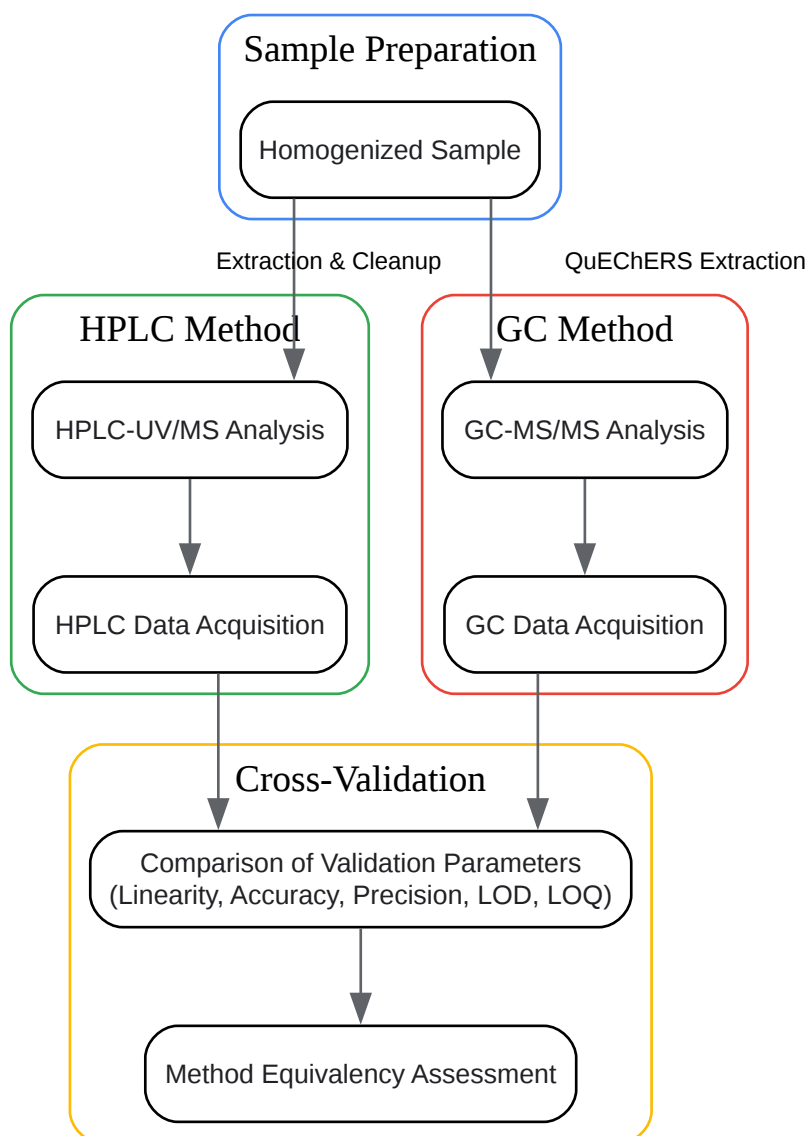 Sample Preparation
Homogenized Sample
Extraction & Cleanup
QuEChERS Extraction
HPLC Method
GC Method
HPLC-UV/MS Analysis
GC-MS/MS Analysis
HPLC Data Acquisition
GC Data Acquisition
Cross-Validation
Comparison of Validation Parameters
(Linearity, Accuracy, Precision, LOD, LOQ)
Method Equivalency Assessment